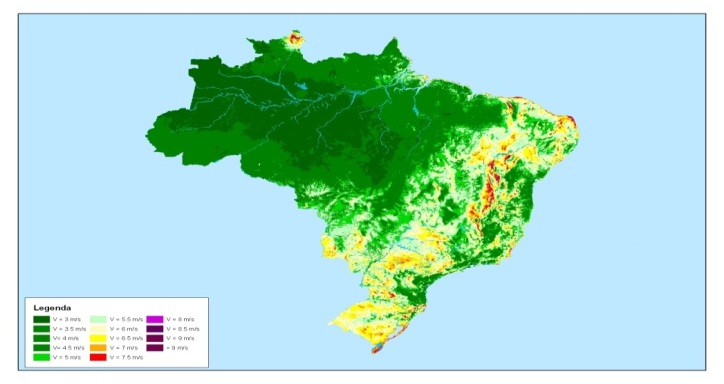 Legenda
V = 3 m/s
V = 3.5 m/s
V= 4 m/s
V= 4.5 m/s
V = 5 m/s
V = 5.5 m/s
V = 6 m/s
V = 6.5 m/s
V = 7 m/s
V = 7.5 m/s
V = 8 m/s
V = 8.5 m/s
V = 9 m/s
> 9 m/s